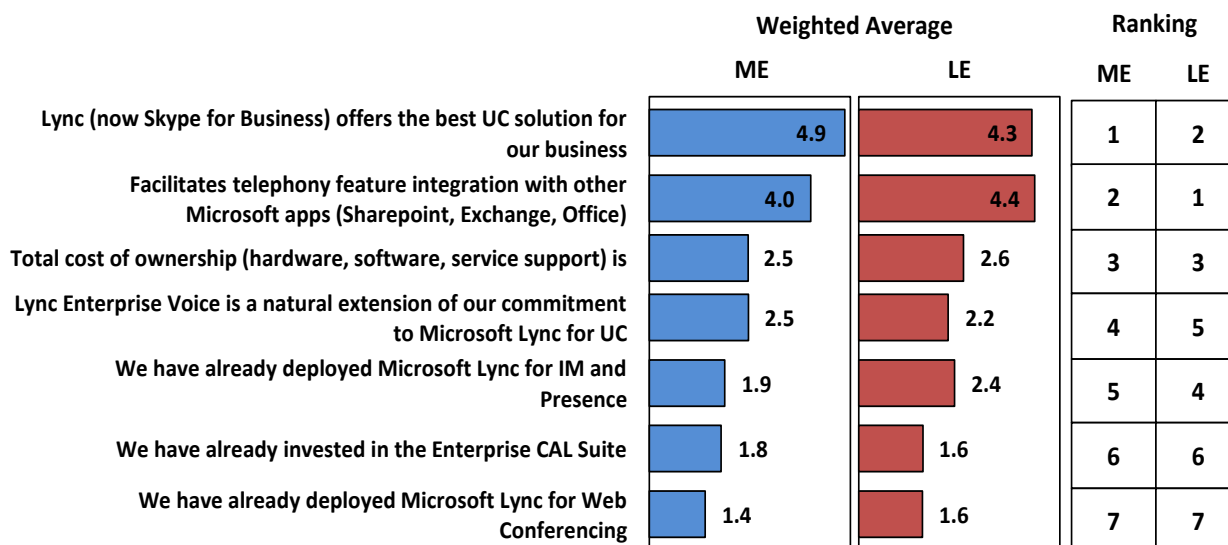 Weighted Average Ranking
ME LE ME LE
Lync (now Skype for Business) offers the best UC solution for
our business
4.9 4.3 1 2
Facilitates telephony feature integration with other
Microsoft apps (Sharepoint, Exchange, Office)
4.0 4.4 2 1
Total cost of ownership (hardware, software, service support) is
2.5 2.6 3 3
Lync Enterprise Voice is a natural extension of our commitment
to Microsoft Lync for UC
2.5 2.2 4 5
We have already deployed Microsoft Lync for IM and
Presence
1.9 2.4 5 4
We have already invested in the Enterprise CAL Suite
1.8 1.6 6 6
We have already deployed Microsoft Lync for Web
Conferencing
1.4 1.6 7 7